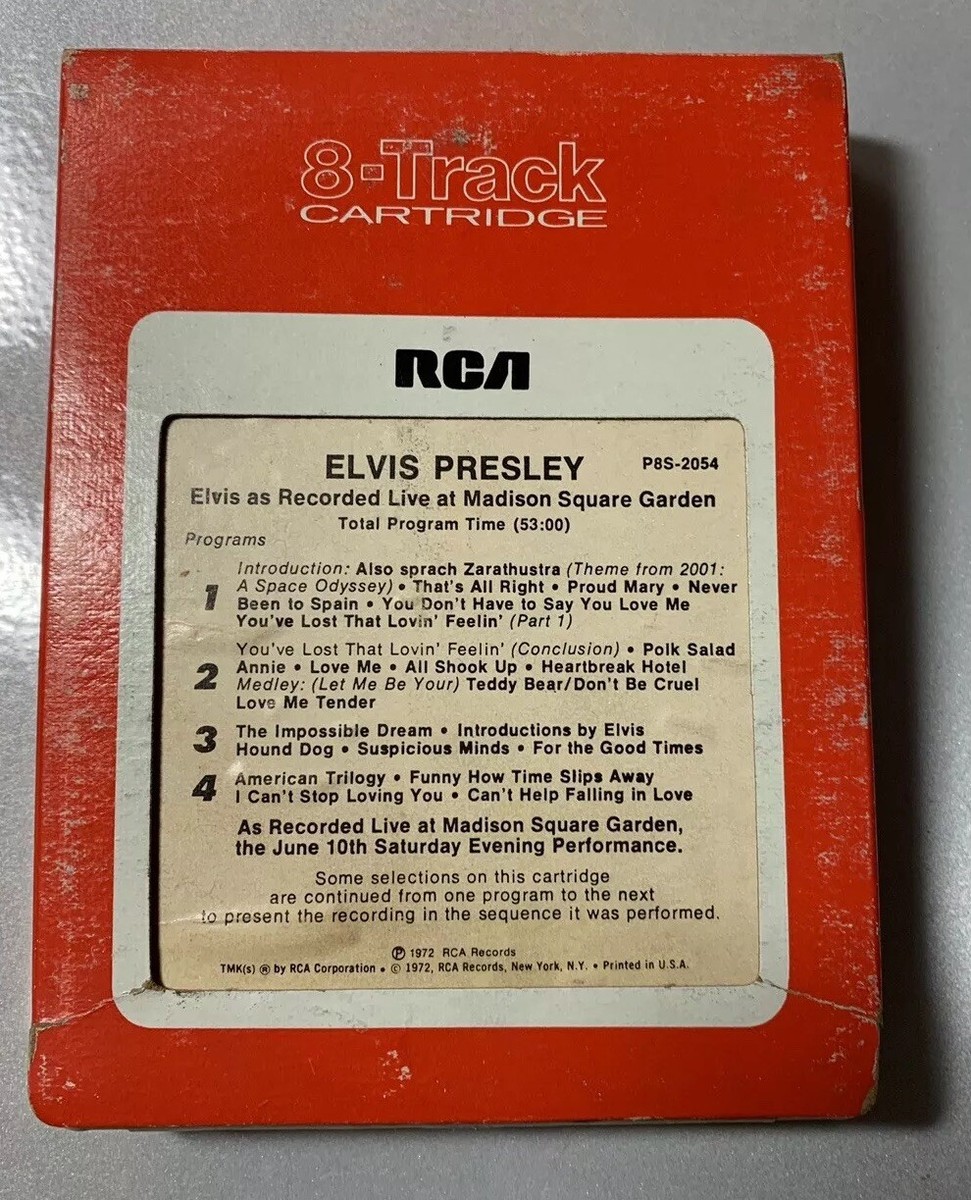 8-Track
CARTRIDGE
RCA
ELVIS PRESLEY P8S-2054
Elvis as Recorded Live at Madison Square Garden
Total Program Time (53:00)
Programs
1 Introduction: Also sprach Zarathustra (Theme from 2001:
A Space Odyssey) • That's All Right • Proud Mary • Never
Been to Spain • You Don't Have to Say You Love Me
You've Lost That Lovin' Feelin' (Part 1)
2 You've Lost That Lovin' Feelin' (Conclusion) • Polk Salad
Annie • Love Me • All Shook Up • Heartbreak Hotel
Medley: (Let Me Be Your) Teddy Bear/Don't Be Cruel
Love Me Tender
3 The Impossible Dream • Introductions by Elvis
Hound Dog • Suspicious Minds • For the Good Times
4 American Trilogy • Funny How Time Slips Away
I Can't Stop Loving You • Can't Help Falling in Love
As Recorded Live at Madison Square Garden,
the June 10th Saturday Evening Performance.
Some selections on this cartridge
are continued from one program to the next
to present the recording in the sequence it was performed.
℗ 1972 RCA Records
TMK(s) ® by RCA Corporation • © 1972, RCA Records, New York, N.Y. • Printed in U.S.A.